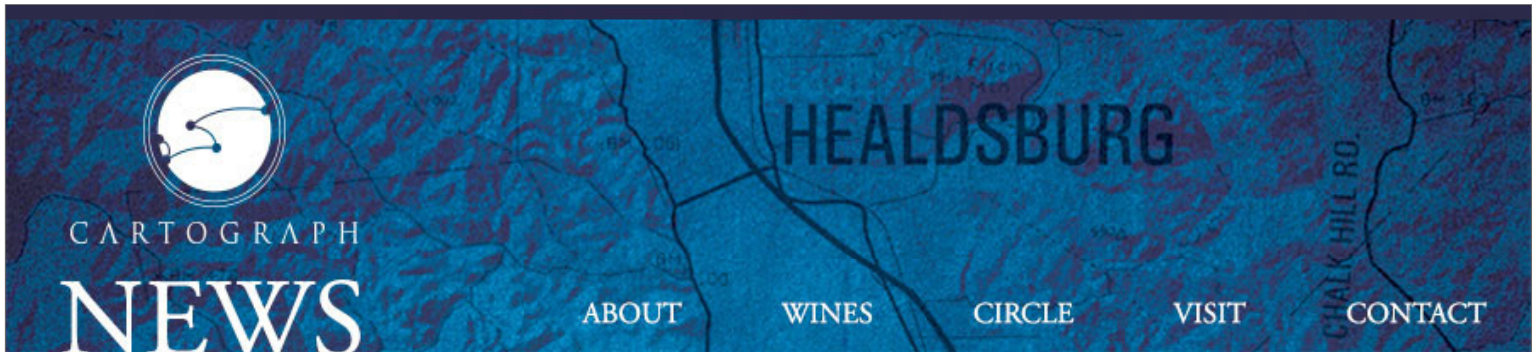 HEALDSBURG
CHALK HILL RD.
CARTOGRAPH
NEWS
ABOUT WINES CIRCLE VISIT CONTACT